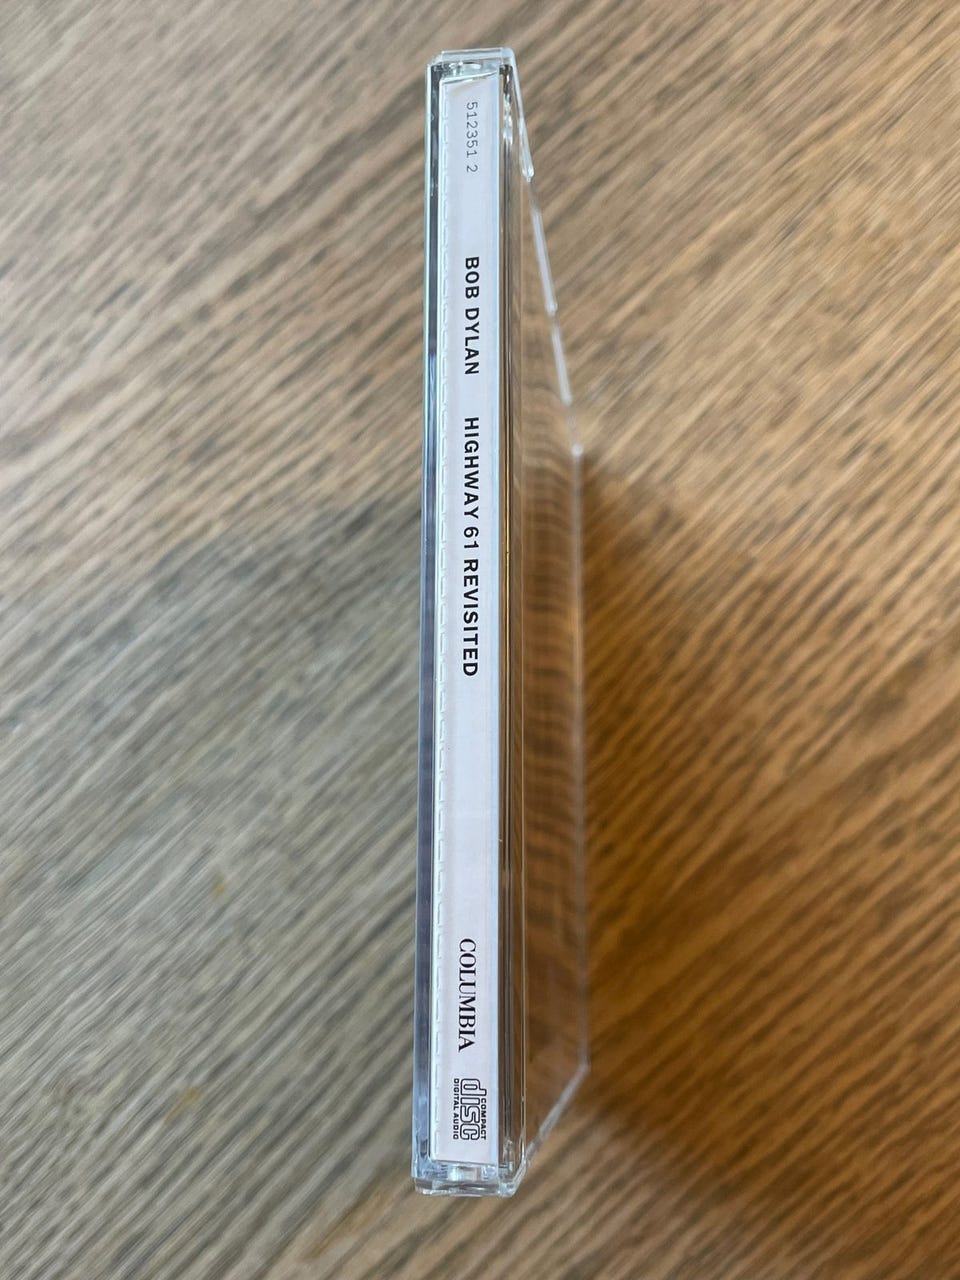 512351 2
BOB DYLAN HIGHWAY 61 REVISITED
COLUMBIA
COMPACT
disc
DIGITAL AUDIO